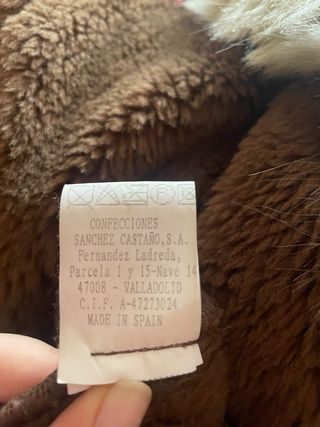 CONFECCIONES
SANCHEZ CASTAÑO,S.A.
Fernandez Ladreda,
Parcela 1 y 15-Nave 14
47008 - VALLADOLID
C.I.F. A-47273024
MADE IN SPAIN